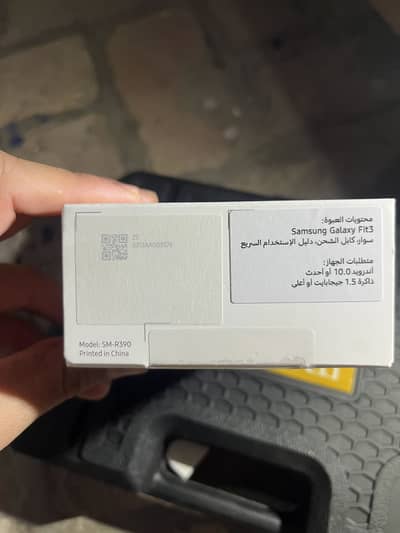 محتويات العبوة:
Samsung Galaxy Fit3
سوار، كابل الشحن، دليل الإستخدام السريع
متطلبات الجهاز:
أندرويد 10.0 أو أحدث
ذاكرة 1.5 جيجابايت أو أعلى
Model: SM-R390
Printed in China